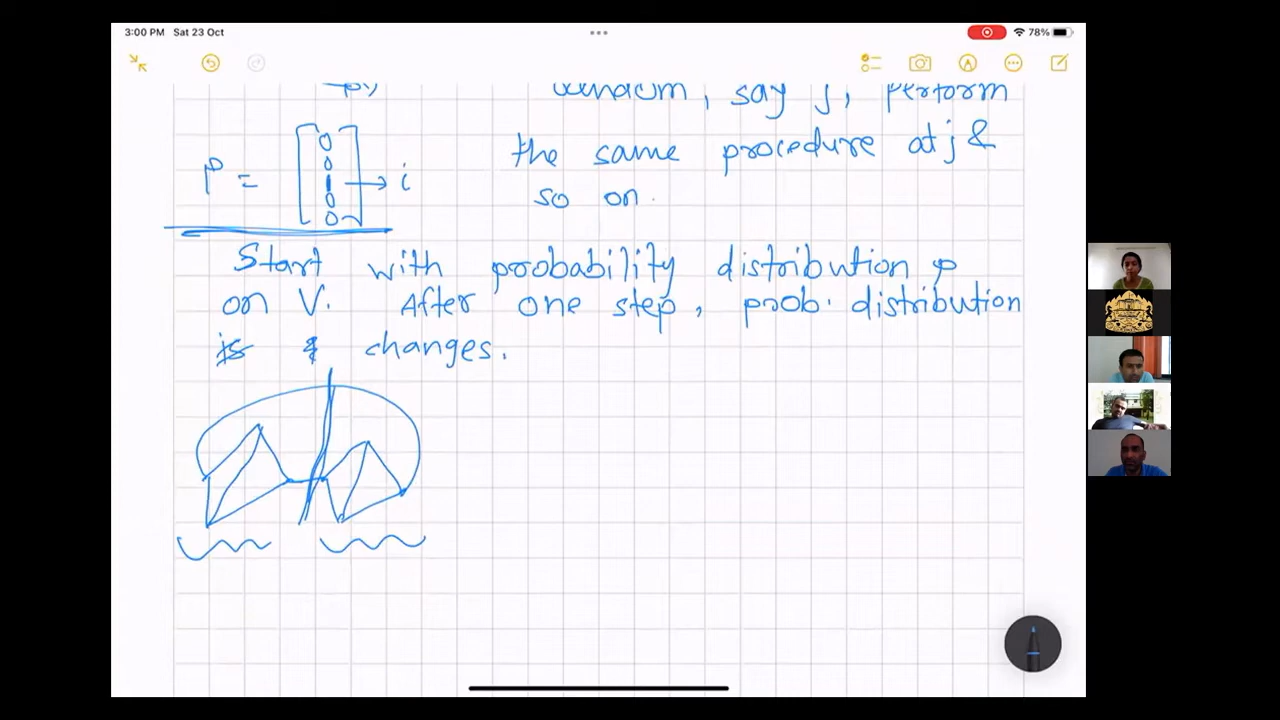 3:00 PM Sat 23 Oct
78%
say j, perform
the same procedure at j &
so on.
P = [0 0 1 0 0] → i
Start with probability distribution p
on V. After one step, prob. distribution
changes.